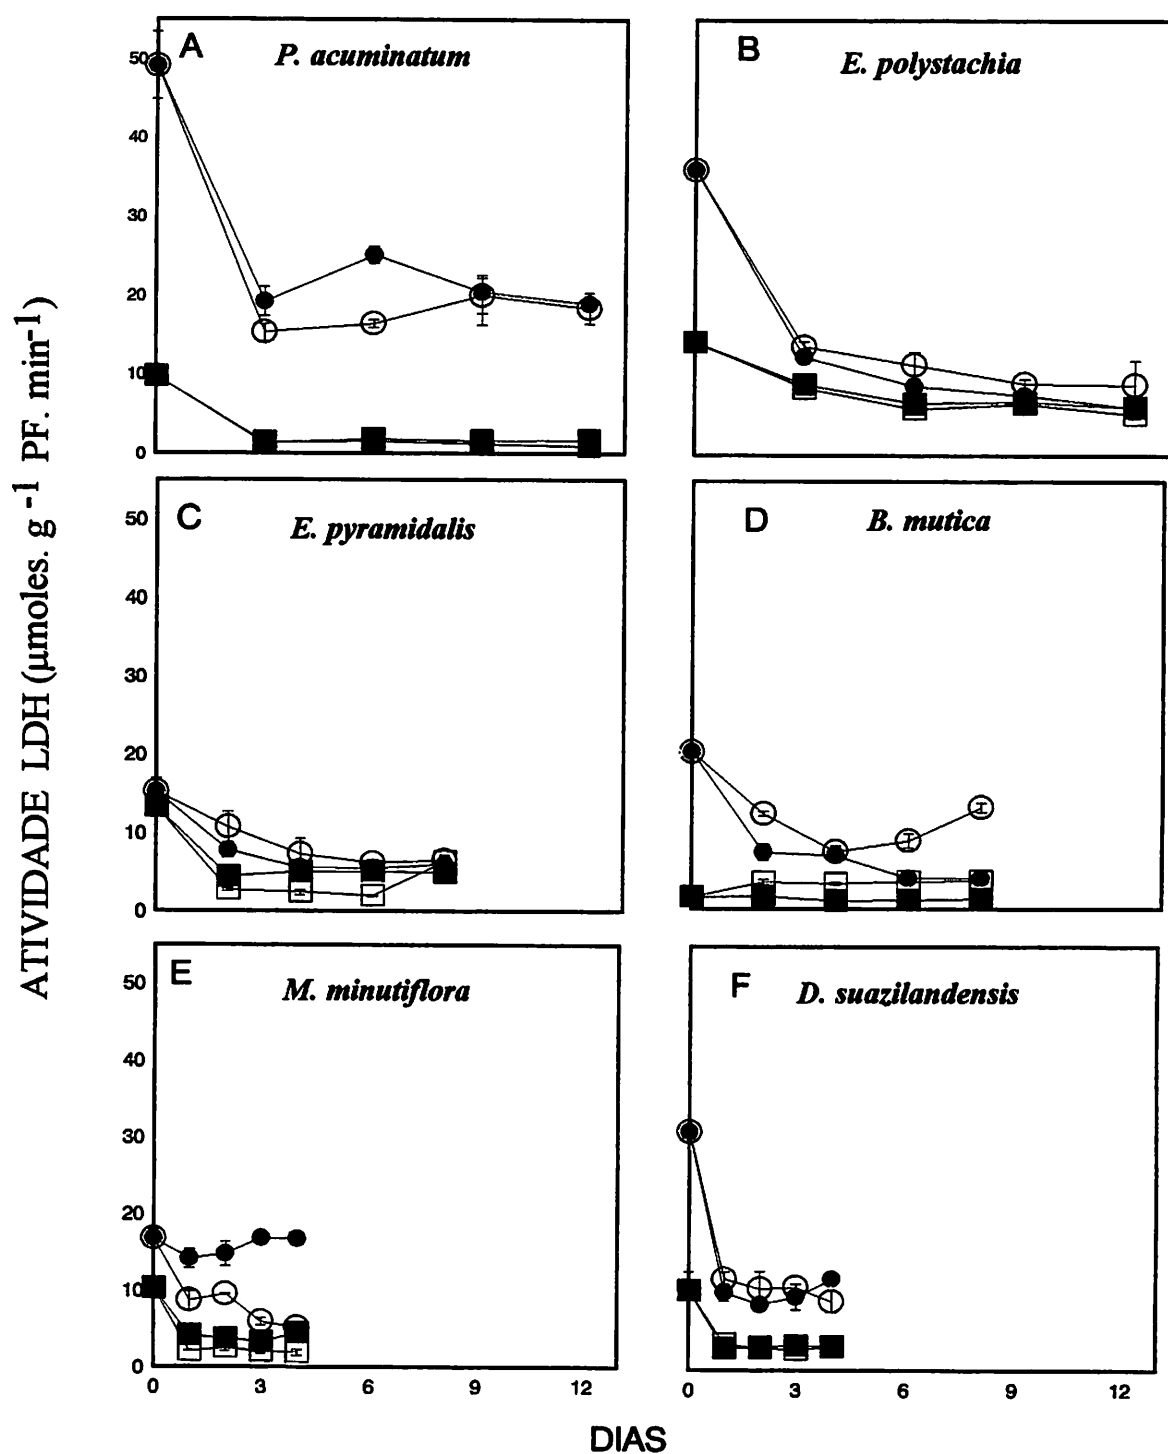 ATIVIDADE LDH (µmoles. g -1 PF. min-1)
A
P. acuminatum
50
40
30
20
10
0
B
E. polystachia
C
E. pyramidalis
50
40
30
20
10
0
D
B. mutica
E
M. minutiflora
50
40
30
20
10
0
0 3 6 9 12
F
D. suazilandensis
0 3 6 9 12
DIAS